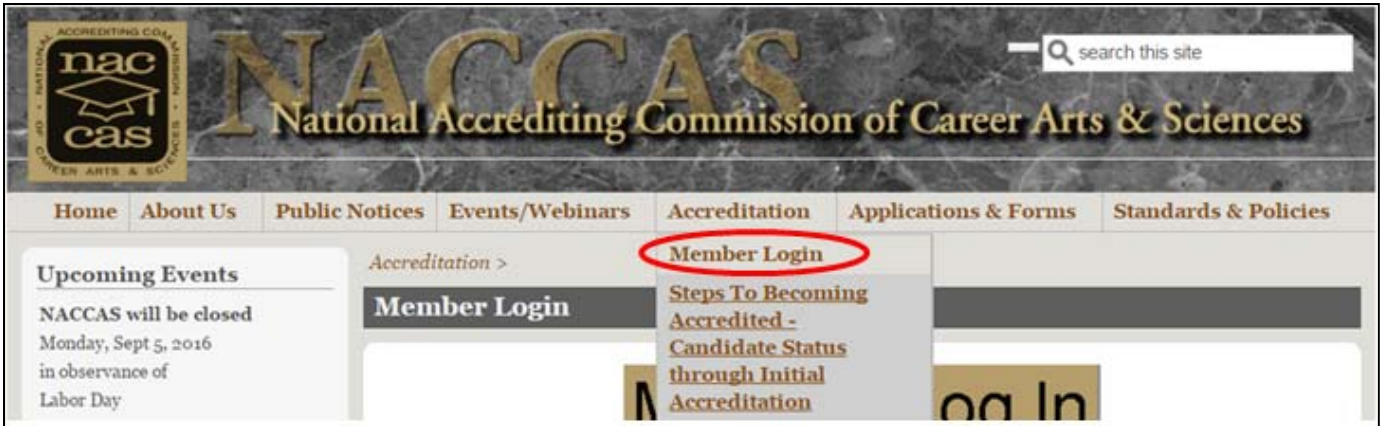 NATIONAL ACCREDITING COMMISSION OF CAREER ARTS & SCIENCES
nac
cas
NACCAS
National Accrediting Commission of Career Arts & Sciences
search this site
Home About Us Public Notices Events/Webinars Accreditation Applications & Forms Standards & Policies
Accreditation >
Member Login
Member Login
Steps To Becoming
Accredited -
Candidate Status
through Initial
Accreditation
Upcoming Events
NACCAS will be closed
Monday, Sept 5, 2016
in observance of
Labor Day
og In